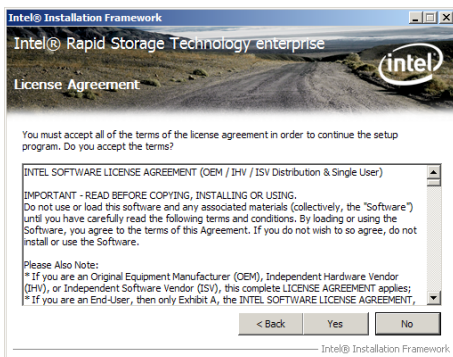 Intel® Installation Framework
Intel® Rapid Storage Technology enterprise
intel
License Agreement
You must accept all of the terms of the license agreement in order to continue the setup
program. Do you accept the terms?
INTEL SOFTWARE LICENSE AGREEMENT (OEM / IHV / ISV Distribution & Single User)
IMPORTANT - READ BEFORE COPYING, INSTALLING OR USING.
Do not use or load this software and any associated materials (collectively, the "Software")
until you have carefully read the following terms and conditions. By loading or using the
Software, you agree to the terms of this Agreement. If you do not wish to so agree, do not
install or use the Software.
Please Also Note:
* If you are an Original Equipment Manufacturer (OEM), Independent Hardware Vendor
(IHV), or Independent Software Vendor (ISV), this complete LICENSE AGREEMENT applies;
* If you are an End-User, then only Exhibit A, the INTEL SOFTWARE LICENSE AGREEMENT,
< Back Yes No
Intel® Installation Framework